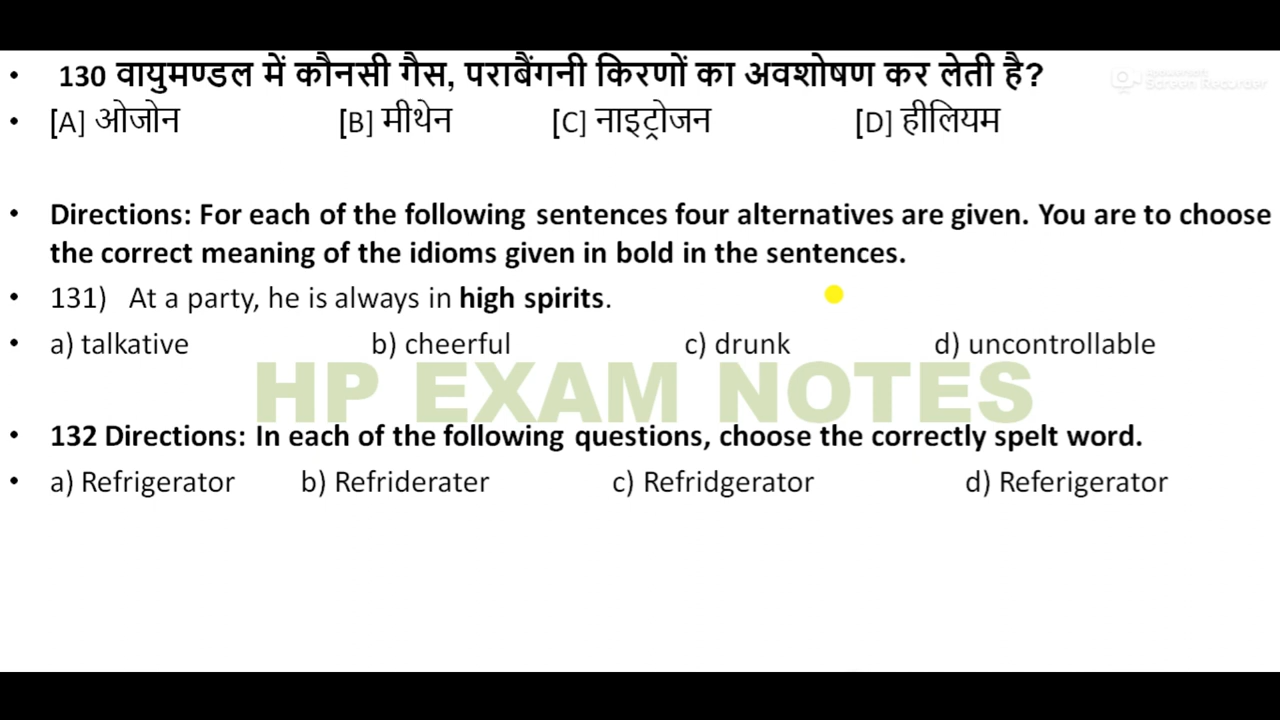 • 130 वायुमण्डल में कौनसी गैस, पराबैंगनी किरणों का अवशोषण कर लेती है?
Apowersoft
Screen Recorder
• [A] ओजोन [B] मीथेन [C] नाइट्रोजन [D] हीलियम
• Directions: For each of the following sentences four alternatives are given. You are to choose
the correct meaning of the idioms given in bold in the sentences.
• 131) At a party, he is always in high spirits.
• a) talkative b) cheerful c) drunk d) uncontrollable
HP EXAM NOTES
• 132 Directions: In each of the following questions, choose the correctly spelt word.
• a) Refrigerator b) Refriderater c) Refridgerator d) Referigerator